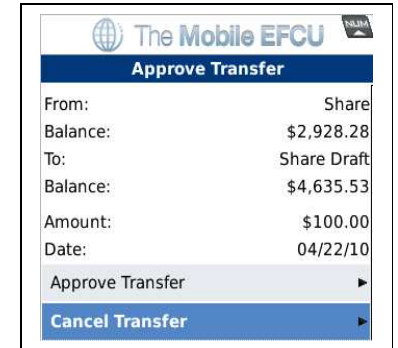 The Mobile EFCU NUM
Approve Transfer
From: Share
Balance: $2,928.28
To: Share Draft
Balance: $4,635.53
Amount: $100.00
Date: 04/22/10
Approve Transfer
Cancel Transfer